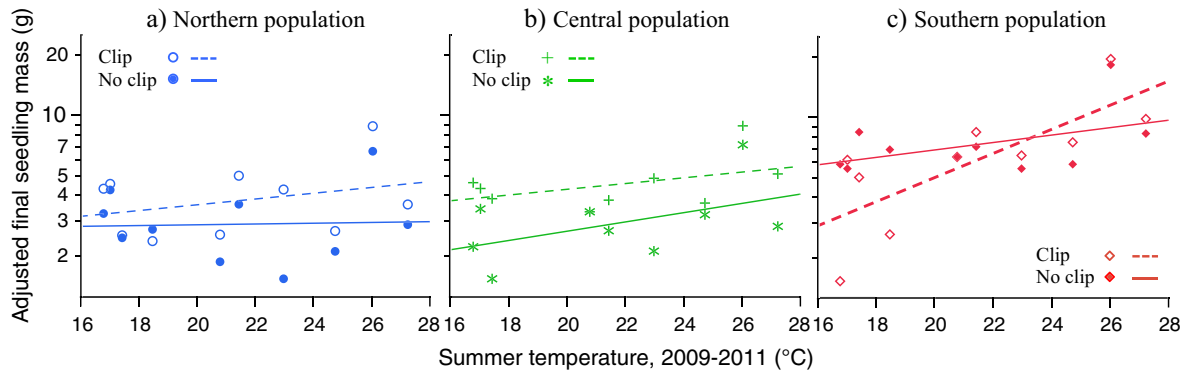 a) Northern population
b) Central population
c) Southern population
Adjusted final seedling mass (g)
20
10
7
5
4
3
2
Clip
No clip
Clip
No clip
Clip
No clip
16 18 20 22 24 26 28
16 18 20 22 24 26 28
16 18 20 22 24 26 28
Summer temperature, 2009-2011 (°C)